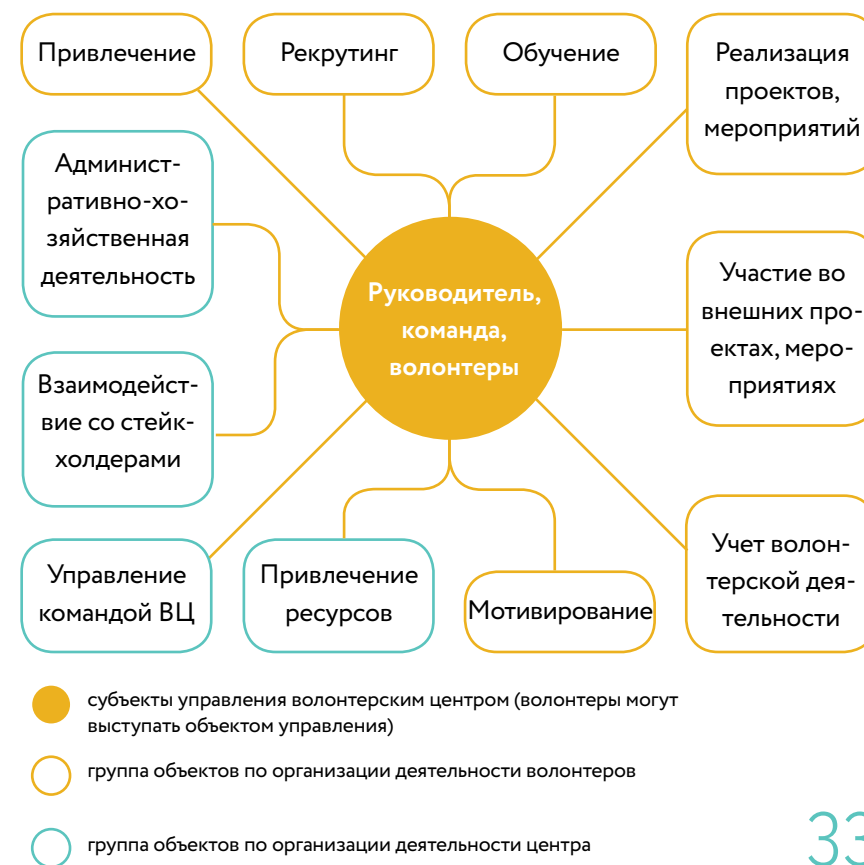 Привлечение
Рекрутинг
Обучение
Реализация
проектов,
мероприятий
Админист-
ративно-хо-
зяйственная
деятельность
Руководитель,
команда,
волонтеры
Участие во
внешних про-
ектах, меро-
приятиях
Взаимодейст-
вие со стейк-
холдерами
Управление
командой ВЦ
Привлечение
ресурсов
Мотивирование
Учет волон-
терской дея-
тельности
субъекты управления волонтерским центром (волонтеры могут
выступать объектом управления)
группа объектов по организации деятельности волонтеров
группа объектов по организации деятельности центра
33